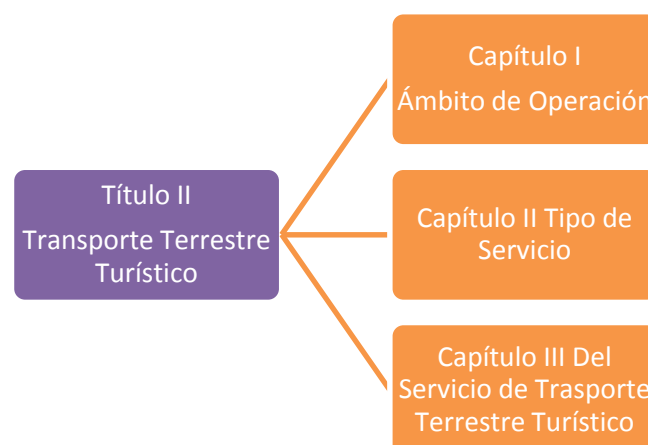 Título II
Transporte Terrestre
Turístico
Capítulo I
Ámbito de Operación
Capítulo II Tipo de
Servicio
Capítulo III Del
Servicio de Trasporte
Terrestre Turístico